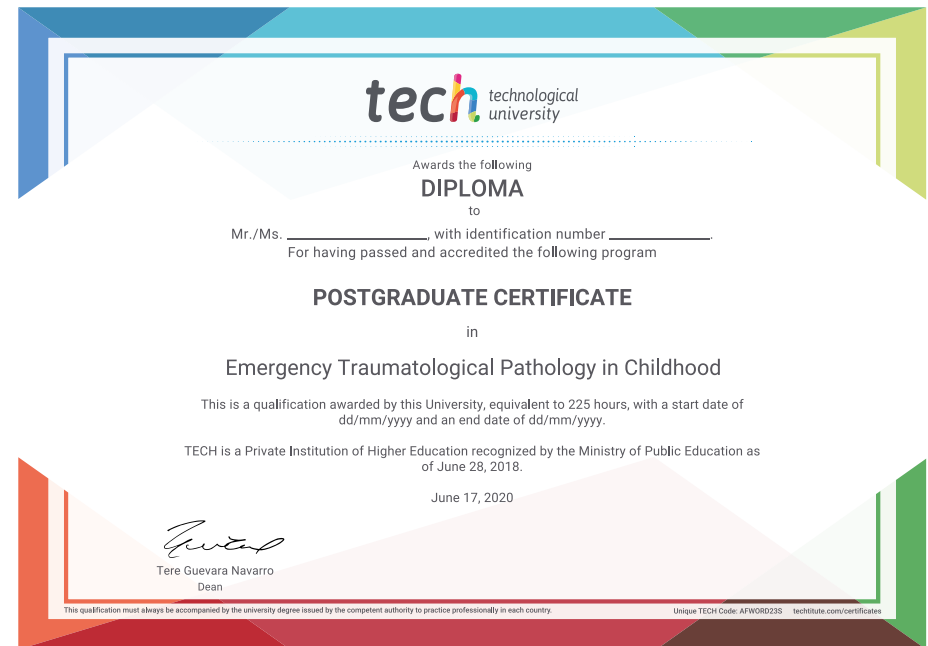 tech technological
university
Awards the following
DIPLOMA
to
Mr./Ms. ____________________, with identification number ______________.
For having passed and accredited the following program
POSTGRADUATE CERTIFICATE
in
Emergency Traumatological Pathology in Childhood
This is a qualification awarded by this University, equivalent to 225 hours, with a start date of
dd/mm/yyyy and an end date of dd/mm/yyyy.
TECH is a Private Institution of Higher Education recognized by the Ministry of Public Education as
of June 28, 2018.
June 17, 2020
Tere Guevara Navarro
Dean
This qualification must always be accompanied by the university degree issued by the competent authority to practice professionally in each country.
Unique TECH Code: AFWORD23S techtitute.com/certificates